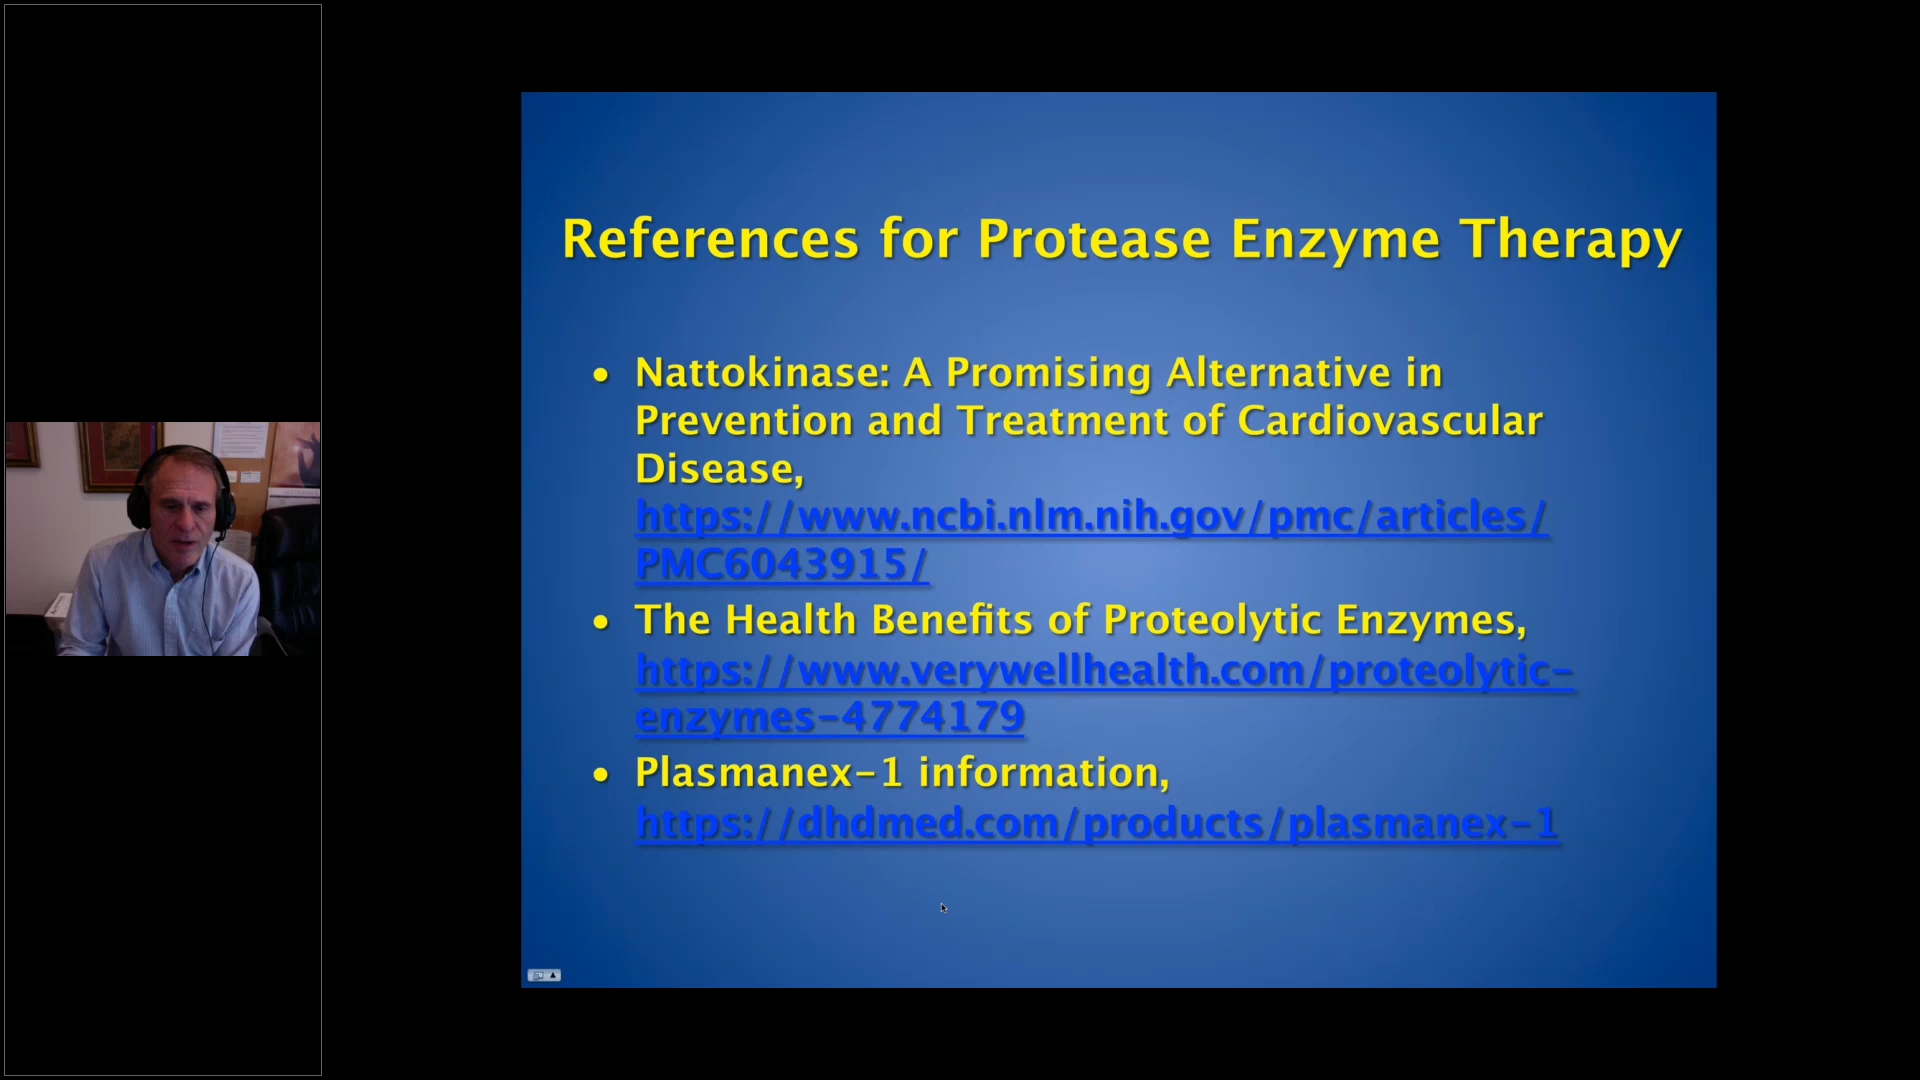 References for Protease Enzyme Therapy
• Nattokinase: A Promising Alternative in
Prevention and Treatment of Cardiovascular
Disease,
https://www.ncbi.nlm.nih.gov/pmc/articles/
PMC6043915/
• The Health Benefits of Proteolytic Enzymes,
https://www.verywellhealth.com/proteolytic-
enzymes-4774179
• Plasmanex-1 information,
https://dhdmed.com/products/plasmanex-1